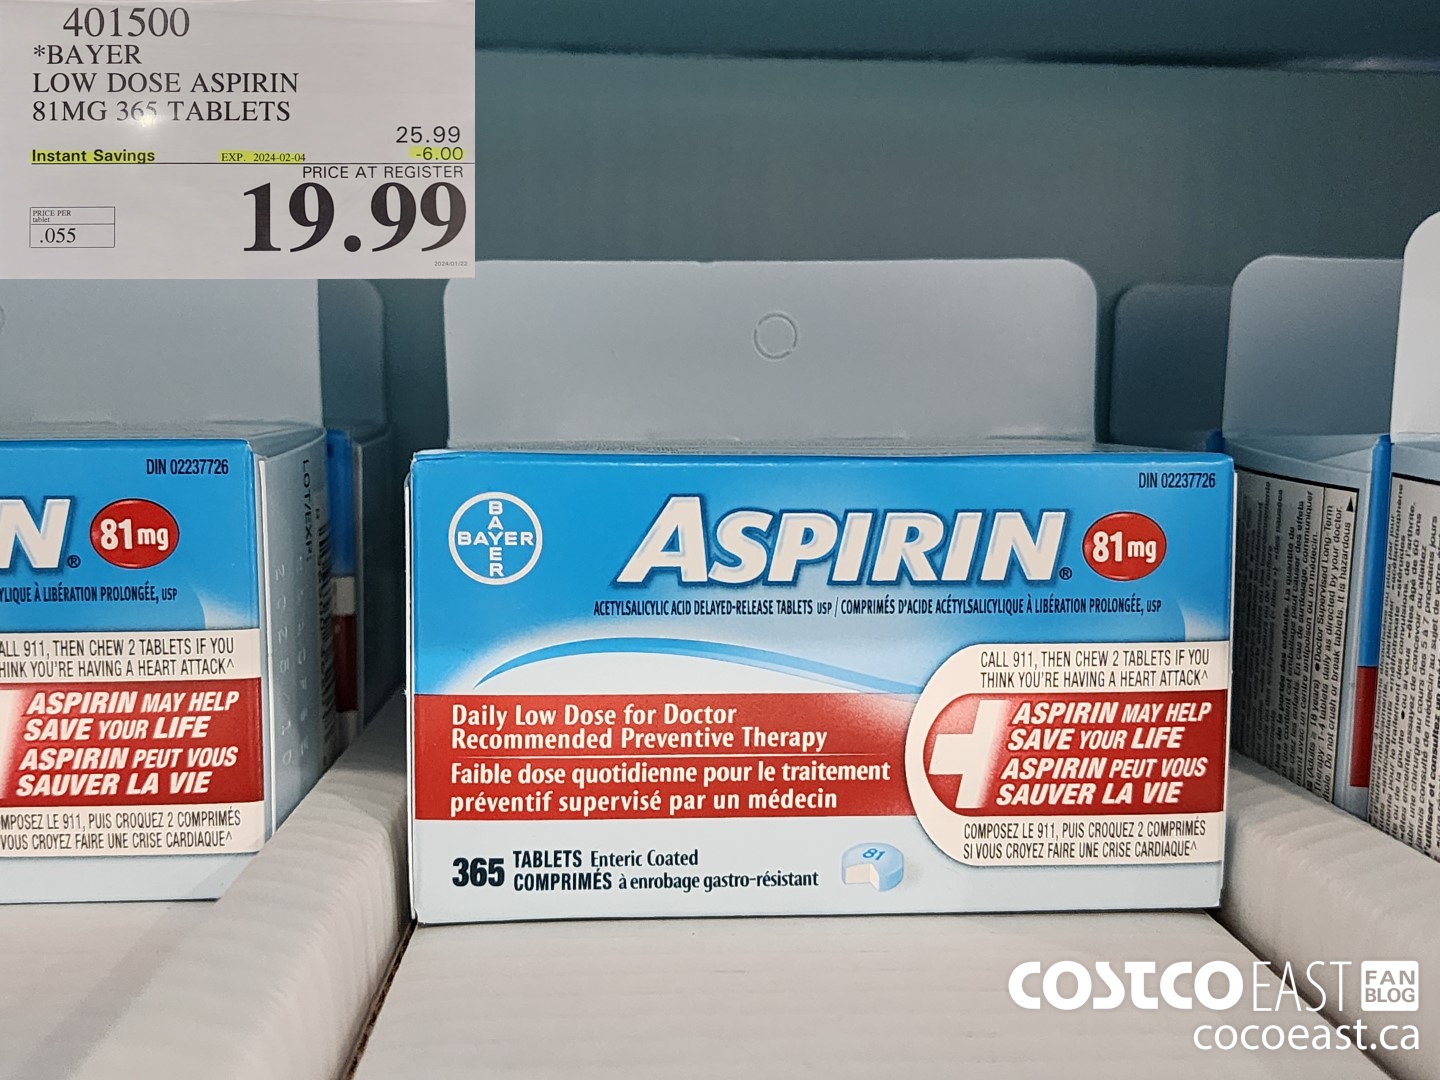 401500
*BAYER
LOW DOSE ASPIRIN
81MG 365 TABLETS
25.99
Instant Savings EXP. 2024-02-04 -6.00
PRICE AT REGISTER
19.99
PRICE PER
tablet
.055
2024/01/22
DIN 02237726
N® 81mg
YLIQUE À LIBÉRATION PROLONGÉE, USP
ALL 911, THEN CHEW 2 TABLETS IF YOU
HINK YOU'RE HAVING A HEART ATTACK^
ASPIRIN MAY HELP
SAVE YOUR LIFE
ASPIRIN PEUT VOUS
SAUVER LA VIE
MPOSEZ LE 911, PUIS CROQUEZ 2 COMPRIMÉS
VOUS CROYEZ FAIRE UNE CRISE CARDIAQUE^
LOT/EXP:
DIN 02237726
BAYER
BAYER
ASPIRIN® 81mg
ACETYLSALICYLIC ACID DELAYED-RELEASE TABLETS USP / COMPRIMÉS D'ACIDE ACÉTYLSALICYLIQUE À LIBÉRATION PROLONGÉE, USP
CALL 911, THEN CHEW 2 TABLETS IF YOU
THINK YOU'RE HAVING A HEART ATTACK^
Daily Low Dose for Doctor
Recommended Preventive Therapy
Faible dose quotidienne pour le traitement
préventif supervisé par un médecin
ASPIRIN MAY HELP
SAVE YOUR LIFE
ASPIRIN PEUT VOUS
SAUVER LA VIE
COMPOSEZ LE 911, PUIS CROQUEZ 2 COMPRIMÉS
SI VOUS CROYEZ FAIRE UNE CRISE CARDIAQUE^
365 TABLETS Enteric Coated
COMPRIMÉS à enrobage gastro-résistant
81
COSTCO EAST FAN
BLOG
cocoeast.ca